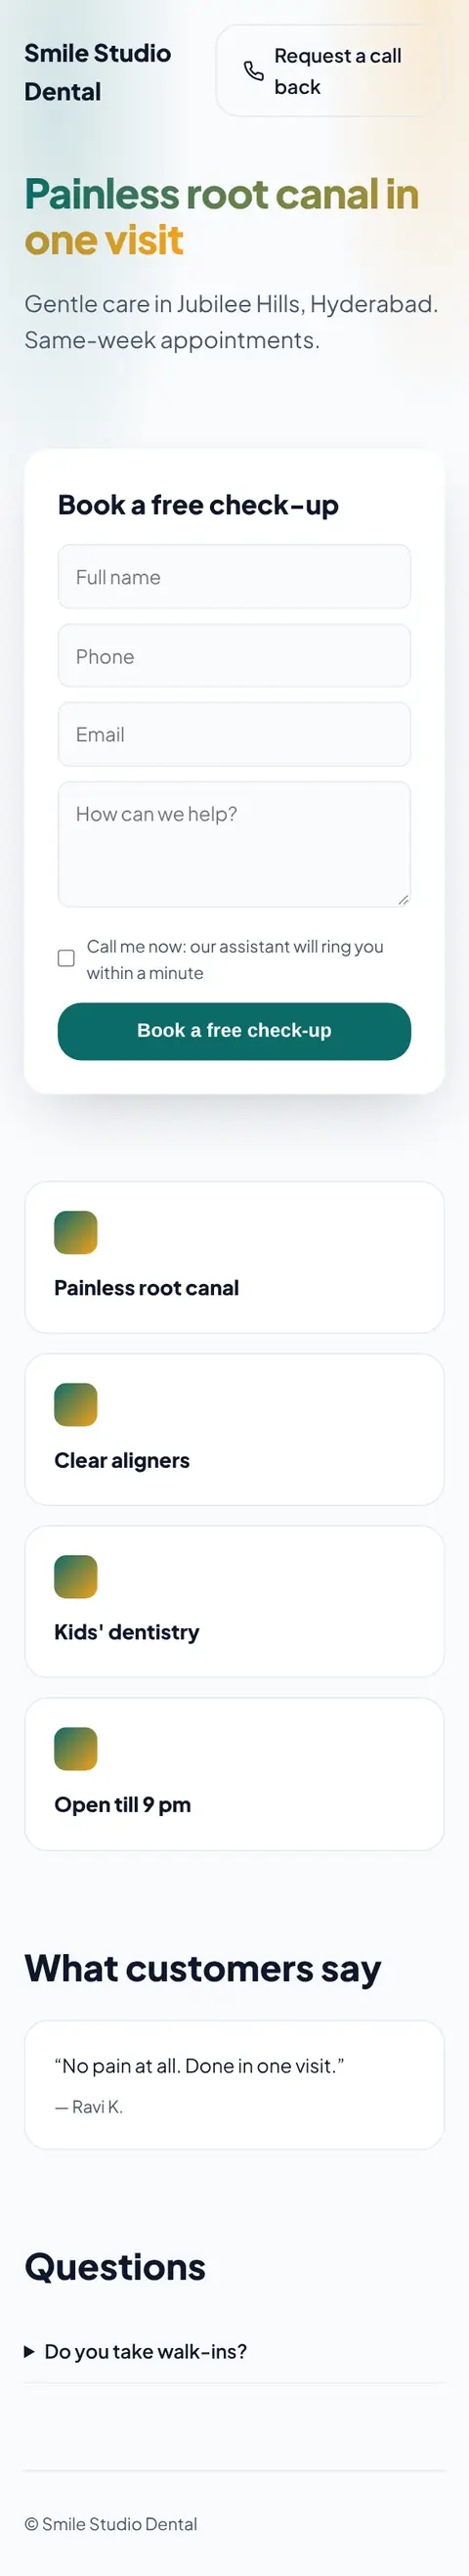 Smile Studio
Dental
Request a call
back
Painless root canal in
one visit
Gentle care in Jubilee Hills, Hyderabad.
Same-week appointments.
Book a free check-up
Full name
Phone
Email
How can we help?
Call me now: our assistant will ring you
within a minute
Book a free check-up
Painless root canal
Clear aligners
Kids' dentistry
Open till 9 pm
What customers say
“No pain at all. Done in one visit.”
— Ravi K.
Questions
Do you take walk-ins?
© Smile Studio Dental